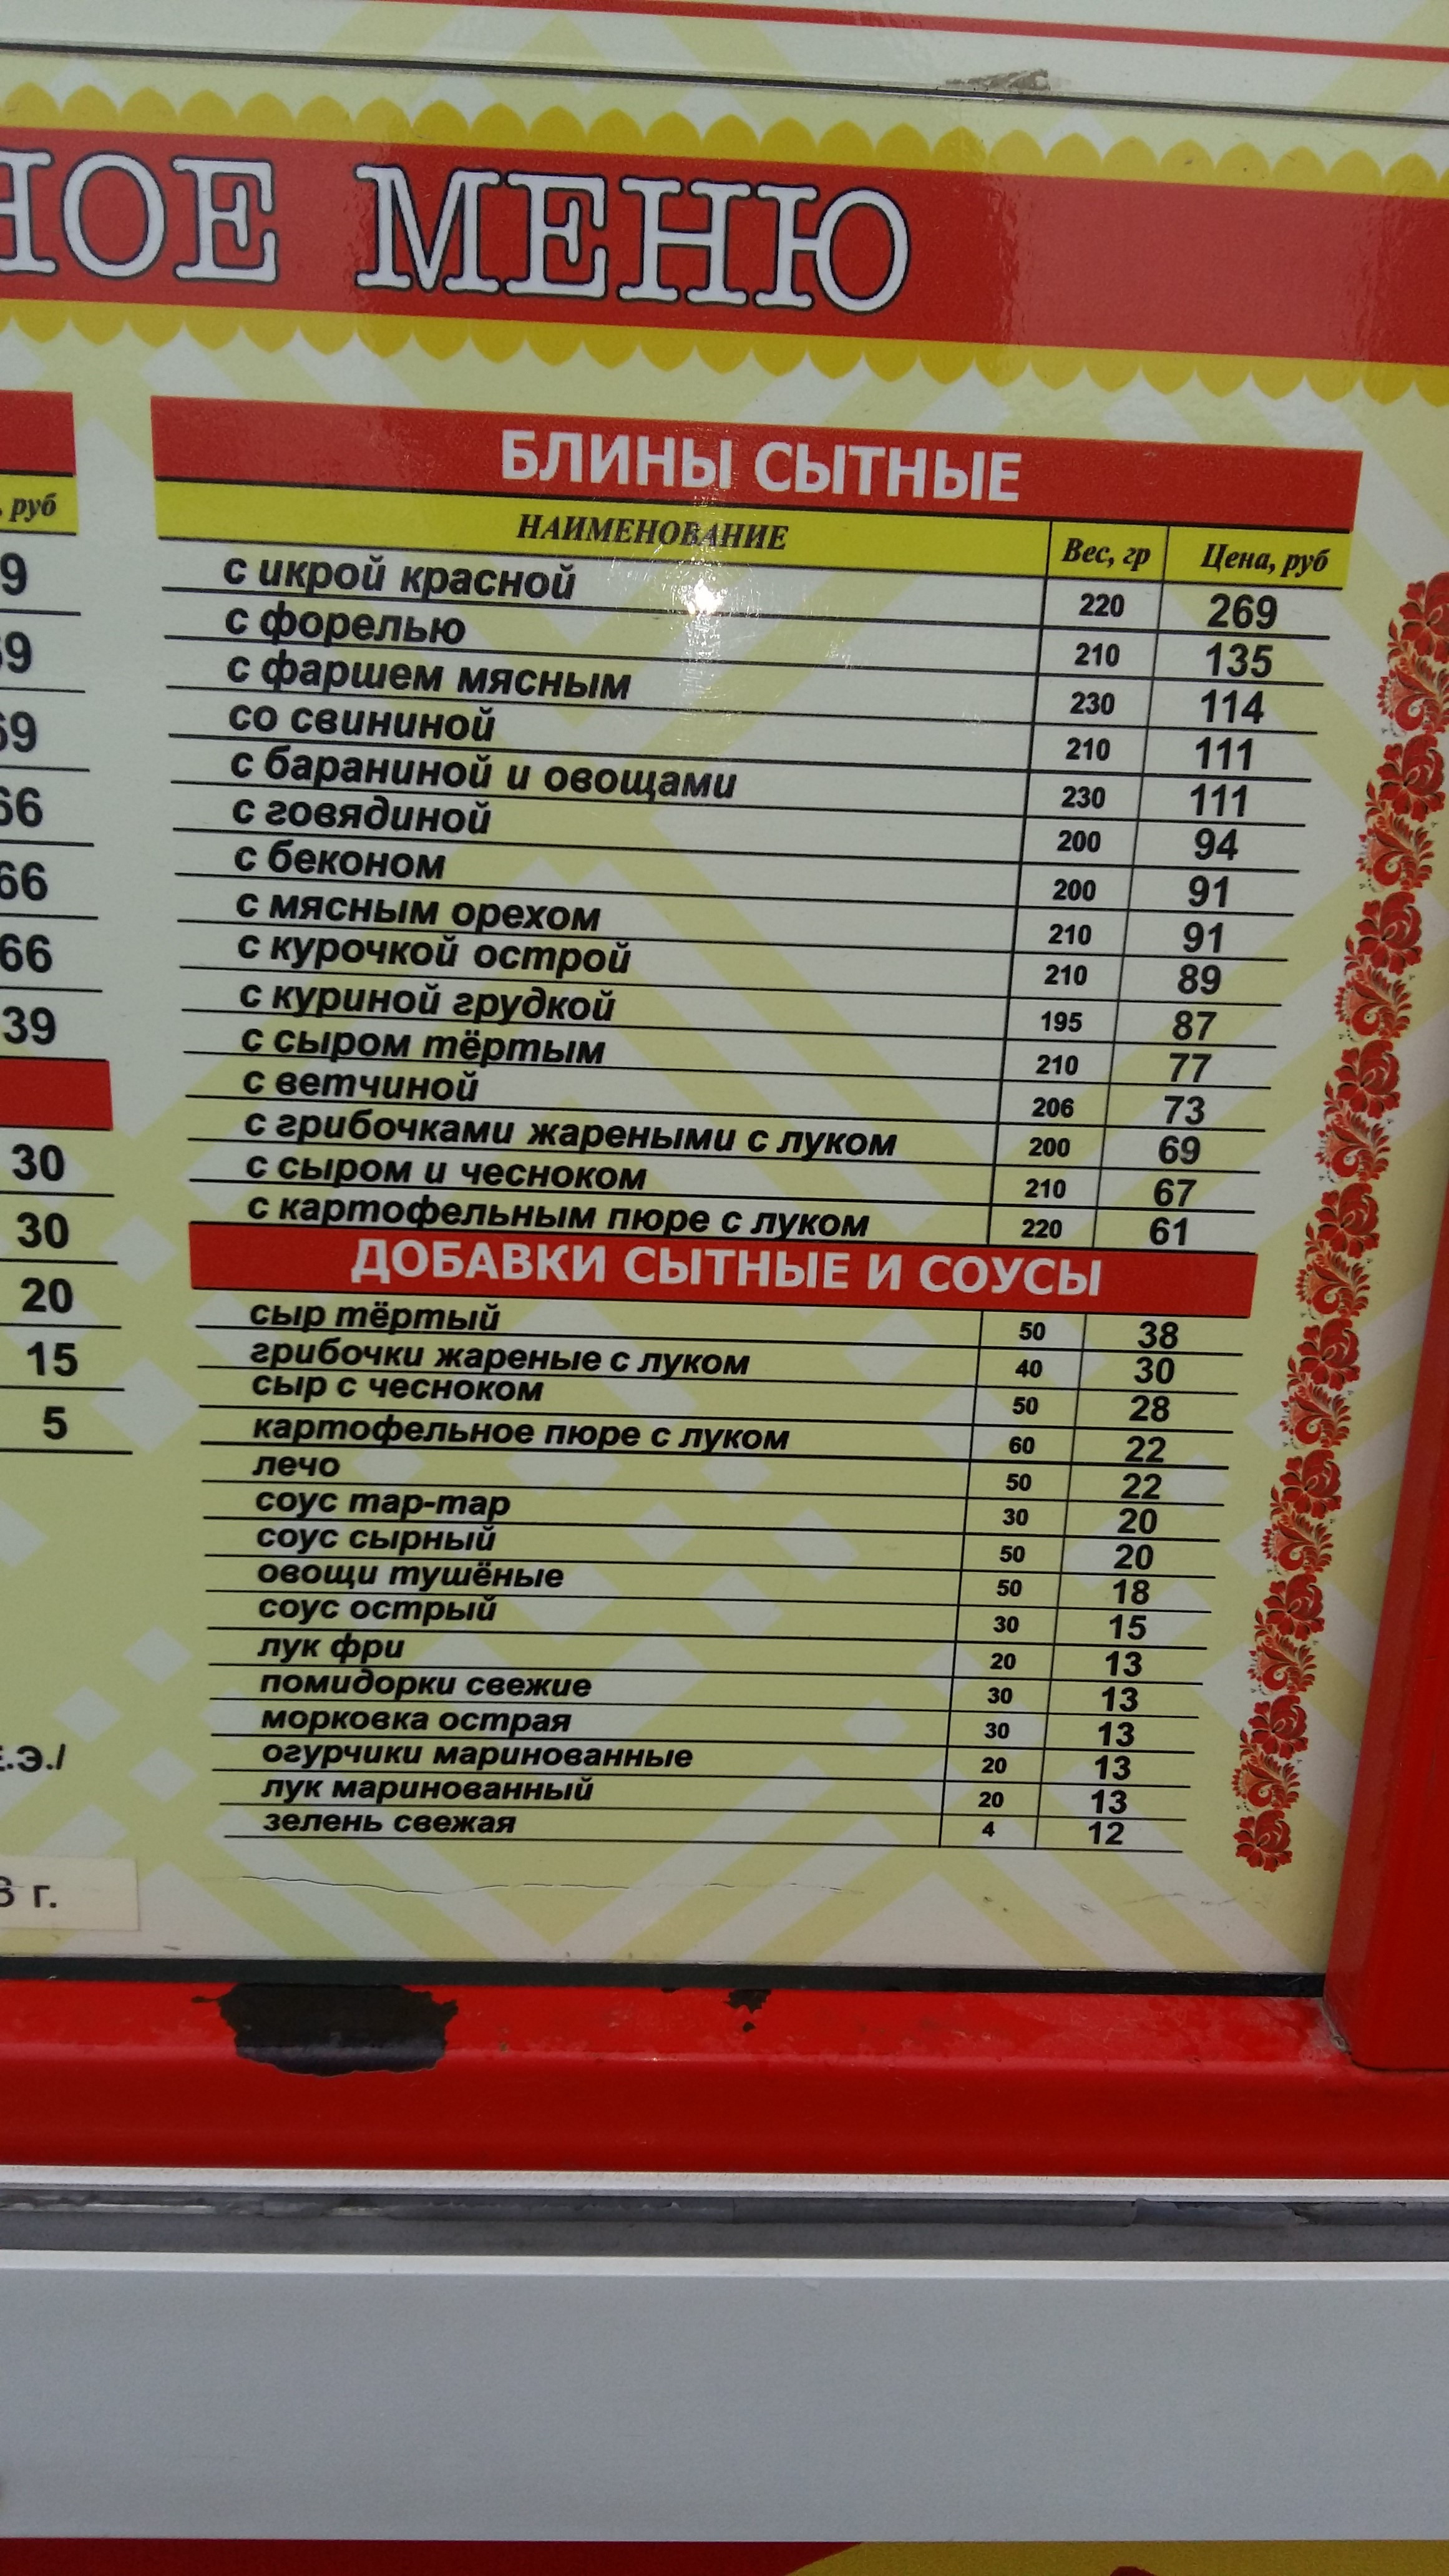 НОЕ МЕНЮ
, руб
9
69
69
66
66
66
39
30
30
20
15
5
Е.Э./
г.
БЛИНЫ СЫТНЫЕ
НАИМЕНОВАНИЕ Вес, гр Цена, руб
с икрой красной 220 269
с форелью 210 135
с фаршем мясным 230 114
со свининой 210 111
с бараниной и овощами 230 111
с говядиной 200 94
с беконом 200 91
с мясным орехом 210 91
с курочкой острой 210 89
с куриной грудкой 195 87
с сыром тёртым 210 77
с ветчиной 206 73
с грибочками жареными с луком 200 69
с сыром и чесноком 210 67
с картофельным пюре с луком 220 61
ДОБАВКИ СЫТНЫЕ И СОУСЫ
сыр тёртый 50 38
грибочки жареные с луком 40 30
сыр с чесноком 50 28
картофельное пюре с луком 60 22
лечо 50 22
соус тар-тар 30 20
соус сырный 50 20
овощи тушёные 50 18
соус острый 30 15
лук фри 20 13
помидорки свежие 30 13
морковка острая 30 13
огурчики маринованные 20 13
лук маринованный 20 13
зелень свежая 4 12